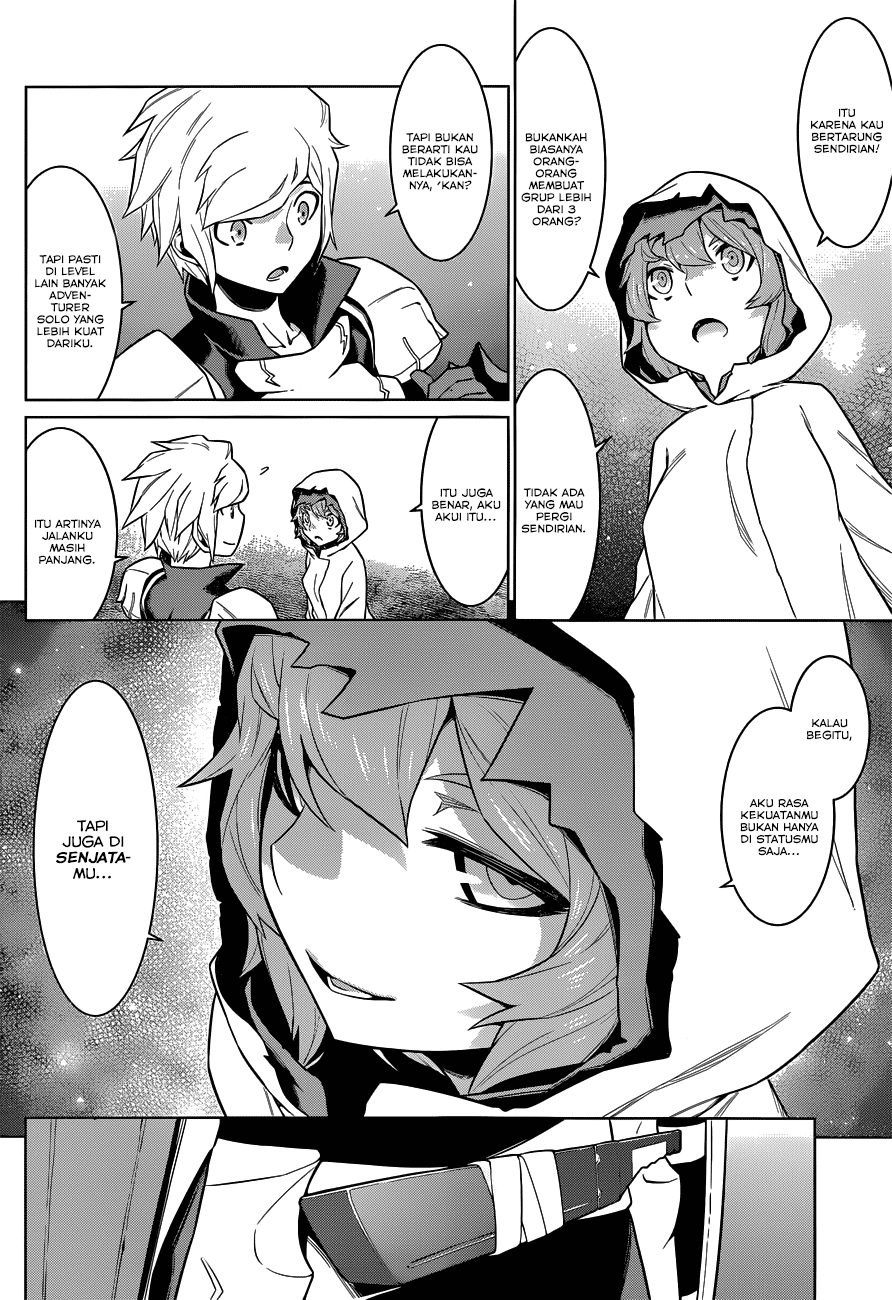 ITU
KARENA KAU
BERTARUNG
SENDIRIAN!
BUKANKAH
BIASANYA
ORANG-
ORANG
MEMBUAT
GRUP LEBIH
DARI 3
ORANG?
TIDAK ADA
YANG MAU
PERGI
SENDIRIAN.
TAPI BUKAN
BERARTI KAU
TIDAK BISA
MELAKUKAN-
NYA, 'KAN?
TAPI PASTI
DI LEVEL
LAIN BANYAK
ADVEN-
TURER
SOLO YANG
LEBIH KUAT
DARIKU.
ITU JUGA
BENAR, AKU
AKUI ITU...
ITU ARTINYA
JALANKU
MASIH
PANJANG.
KALAU
BEGITU,
AKU RASA
KEKUATANMU
BUKAN HANYA
DI STATUSMU
SAJA...
TAPI
JUGA DI
SENJATA-
MU...